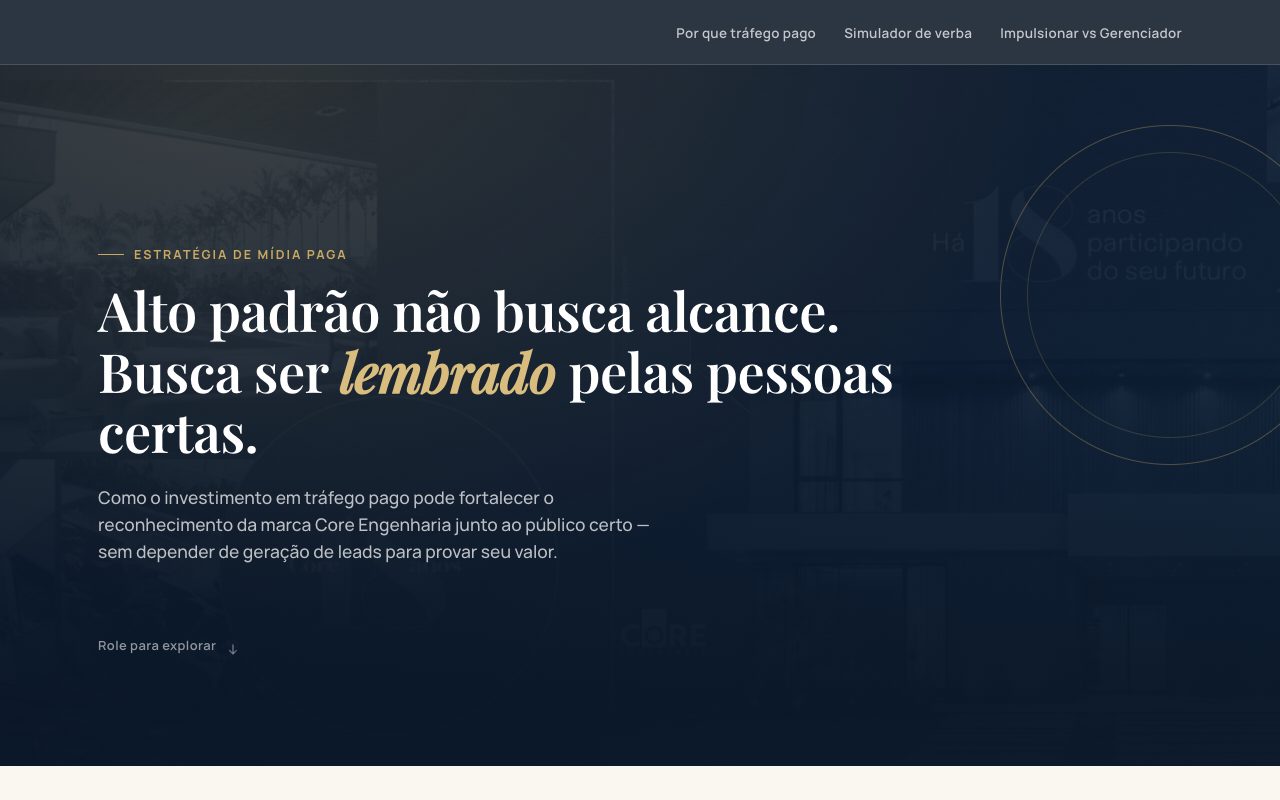 Por que tráfego pago
Simulador de verba
Impulsionar vs Gerenciador
Há 18 anos
participando
do seu futuro
ESTRATÉGIA DE MÍDIA PAGA
Alto padrão não busca alcance.
Busca ser lembrado pelas pessoas
certas.
Como o investimento em tráfego pago pode fortalecer o
reconhecimento da marca Core Engenharia junto ao público certo —
sem depender de geração de leads para provar seu valor.
CORE
Role para explorar ↓